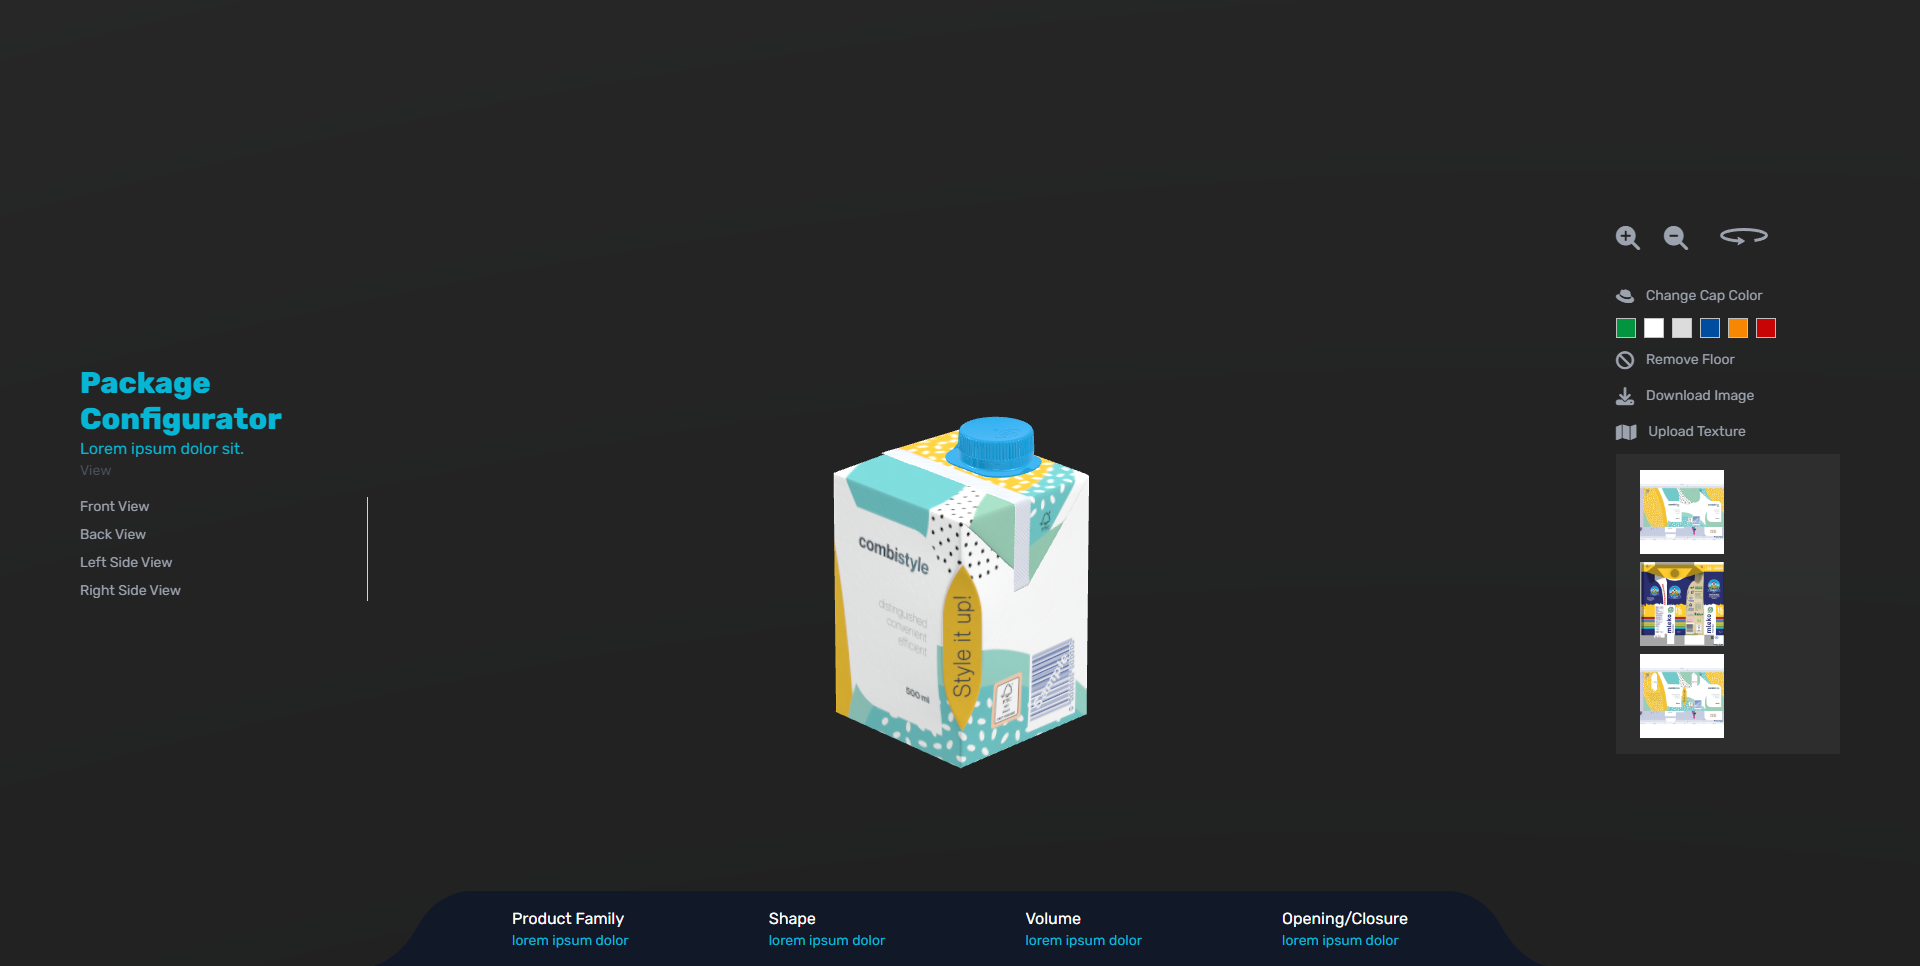 Package
Configurator
Lorem ipsum dolor sit.
View
Front View
Back View
Left Side View
Right Side View
combistyle
distinguished
convenient
efficient
500 ml
Style it up!
Change Cap Color
Remove Floor
Download Image
Upload Texture
mleko
mleko
Product Family
lorem ipsum dolor
Shape
lorem ipsum dolor
Volume
lorem ipsum dolor
Opening/Closure
lorem ipsum dolor